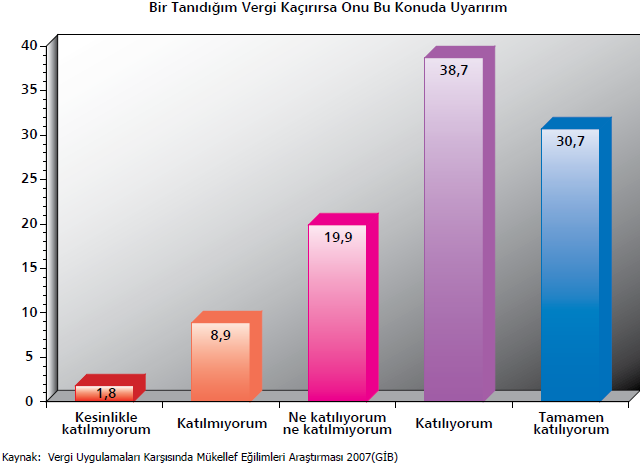 Bir Tanıdığım Vergi Kaçırırsa Onu Bu Konuda Uyarırım
40
35
30
25
20
15
10
5
0
1,8
8,9
19,9
38,7
30,7
Kesinlikle
katılmıyorum
Katılmıyorum
Ne katılıyorum
ne katılmıyorum
Katılıyorum
Tamamen
katılıyorum
Kaynak: Vergi Uygulamaları Karşısında Mükellef Eğilimleri Araştırması 2007(GİB)